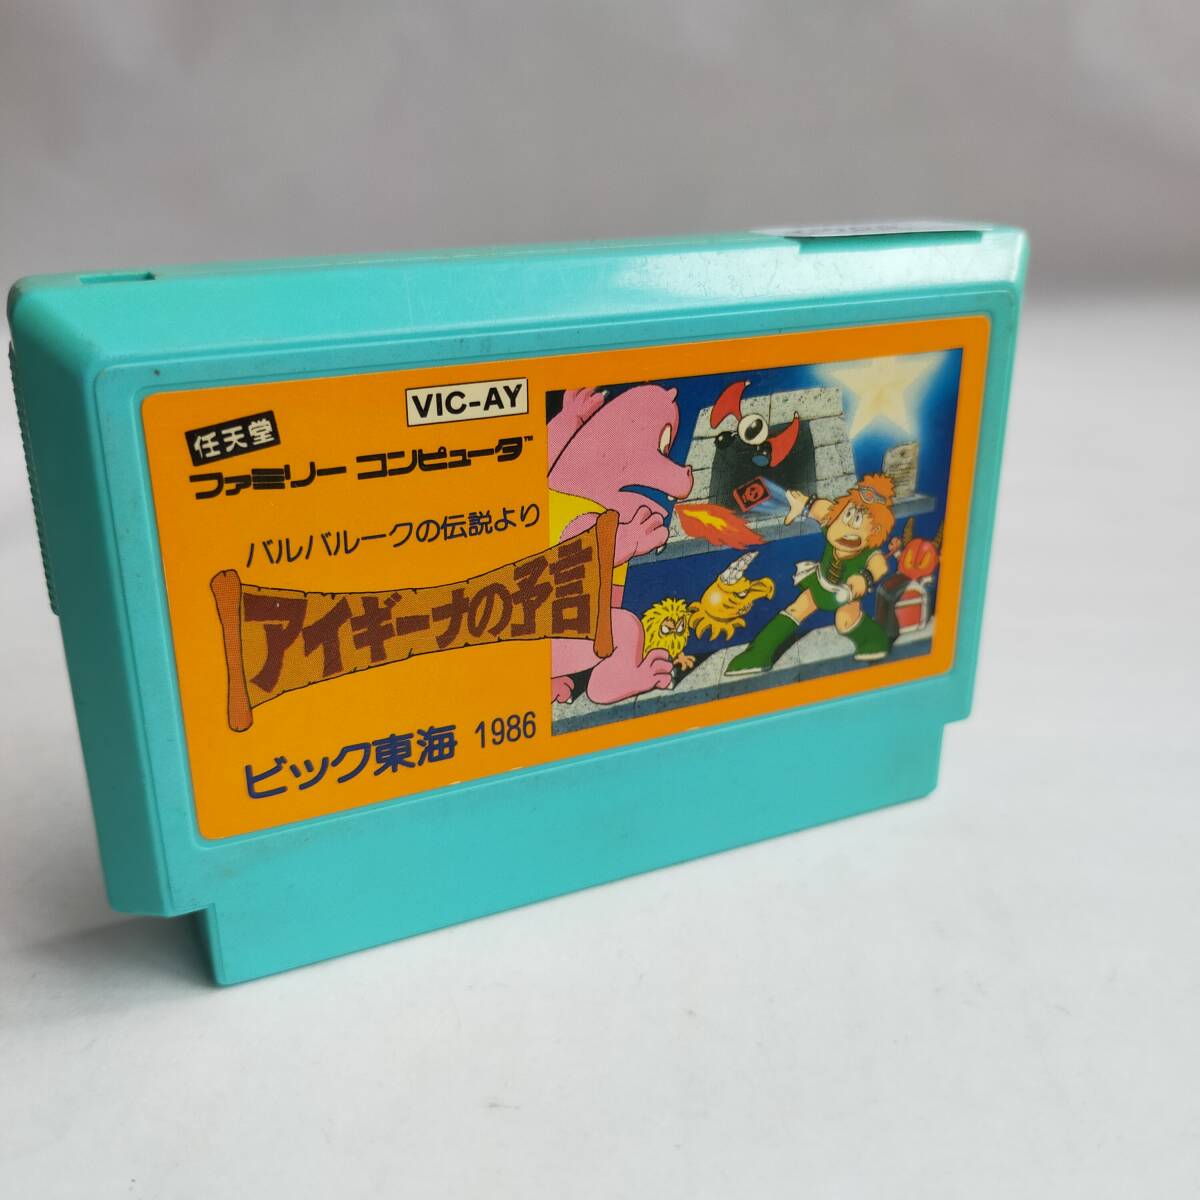 VIC-AY
任天堂
ファミリー コンピュータ™
バルバルークの伝説より
アイギーナの予言
ビック東海 1986